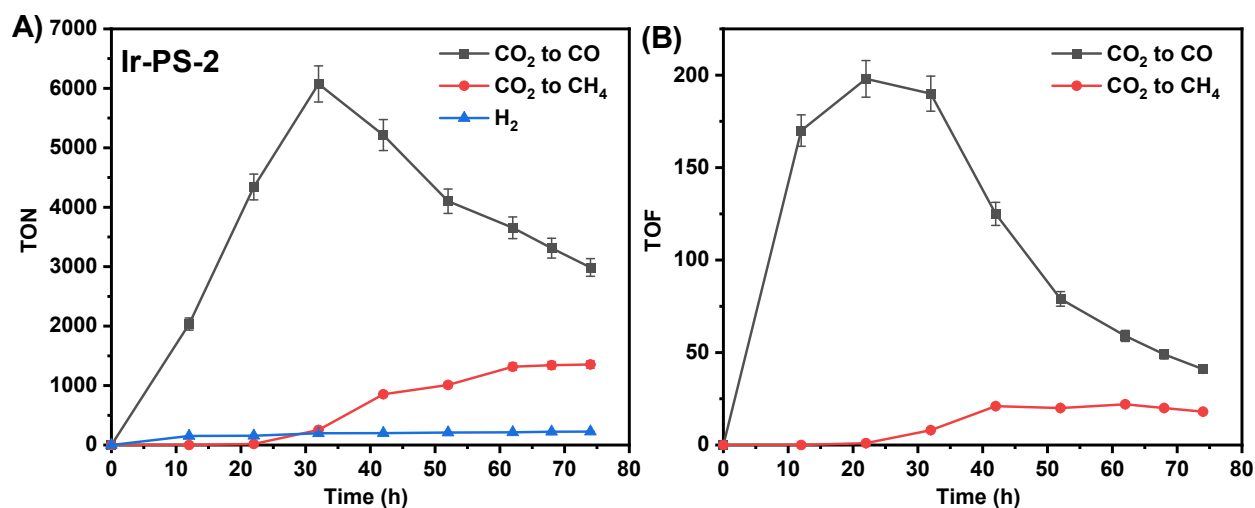 A)
Ir-PS-2
CO₂ to CO
CO₂ to CH₄
H₂
7000
6000
5000
4000
3000
2000
1000
0
TON
0 10 20 30 40 50 60 70 80
Time (h)
(B)
CO₂ to CO
CO₂ to CH₄
200
150
100
50
0
TOF
0 10 20 30 40 50 60 70 80
Time (h)